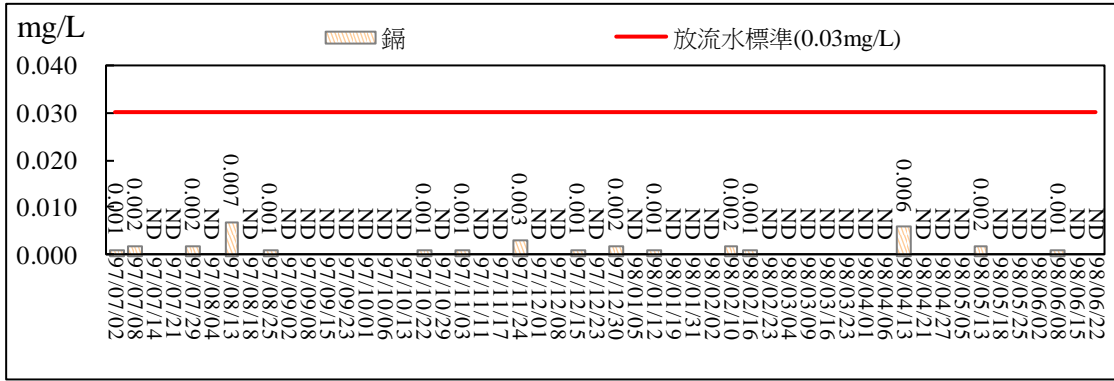 mg/L
鎘
放流水標準(0.03mg/L)
0.040
0.030
0.020
0.010
0.000
0.001
0.002
ND
ND
0.002
ND
0.007
ND
0.001
ND
ND
ND
ND
ND
ND
ND
0.001
ND
0.001
ND
ND
0.003
ND
ND
0.001
ND
0.002
ND
0.001
ND
ND
ND
0.002
0.001
ND
ND
ND
ND
ND
ND
ND
0.006
ND
ND
ND
0.002
ND
ND
ND
0.001
ND
ND
97/07/02
97/07/08
97/07/14
97/07/21
97/07/29
97/08/04
97/08/13
97/08/18
97/08/25
97/09/02
97/09/08
97/09/15
97/09/23
97/10/01
97/10/06
97/10/13
97/10/22
97/10/29
97/11/03
97/11/11
97/11/17
97/11/24
97/12/01
97/12/08
97/12/15
97/12/23
97/12/30
98/01/05
98/01/12
98/01/19
98/01/31
98/02/02
98/02/10
98/02/16
98/02/23
98/03/04
98/03/09
98/03/16
98/03/23
98/04/01
98/04/06
98/04/13
98/04/21
98/04/27
98/05/05
98/05/13
98/05/18
98/05/25
98/06/02
98/06/08
98/06/15
98/06/22